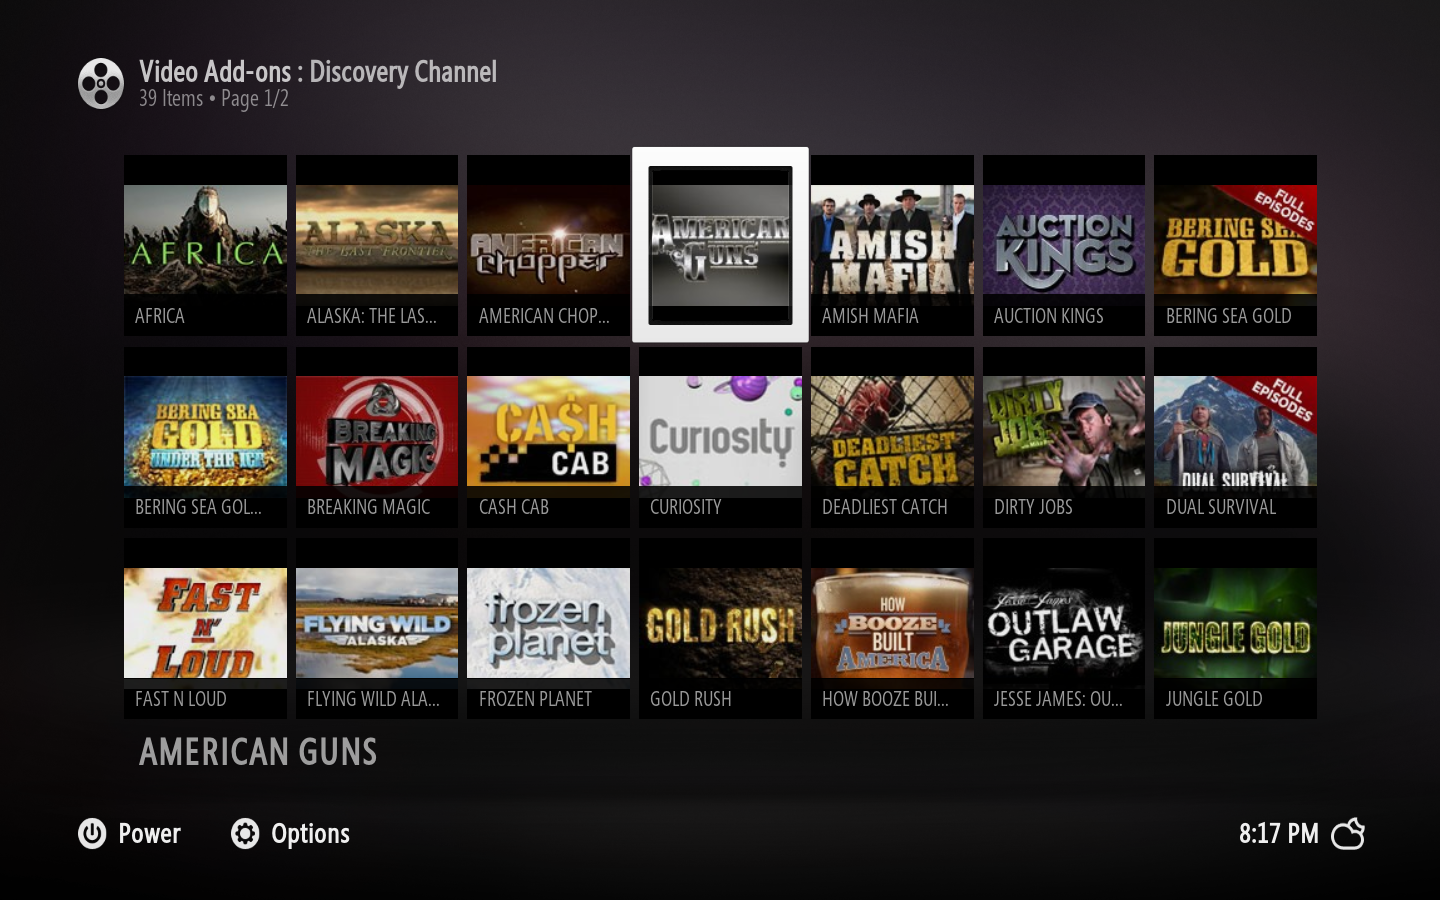 Video Add-ons : Discovery Channel
39 Items • Page 1/2
AFRICA
ALASKA
THE LAST FRONTIER
AMERICAN
Chopper
AMERICAN
GUNS
AMISH
MAFIA
AUCTION
KINGS
FULL
EPISODES
BERING SEA
GOLD
AFRICA
ALASKA: THE LAS...
AMERICAN CHOP...
AMISH MAFIA
AUCTION KINGS
BERING SEA GOLD
BERING SEA
GOLD
UNDER THE ICE
BREAKING
MAGIC
CA$H
CAB
Curiosity
DEADLIEST
CATCH
DIRTY
JOBS
FULL
EPISODES
DUAL SURVIVAL
BERING SEA GOL...
BREAKING MAGIC
CASH CAB
CURIOSITY
DEADLIEST CATCH
DIRTY JOBS
DUAL SURVIVAL
FAST
N'
LOUD
FLYING WILD
ALASKA
frozen
planet
GOLD RUSH
HOW
BOOZE
BUILT
AMERICA
Jesse James
OUTLAW
GARAGE
JUNGLE GOLD
FAST N LOUD
FLYING WILD ALA...
FROZEN PLANET
GOLD RUSH
HOW BOOZE BUI...
JESSE JAMES: OU...
JUNGLE GOLD
AMERICAN GUNS
Power
Options
8:17 PM